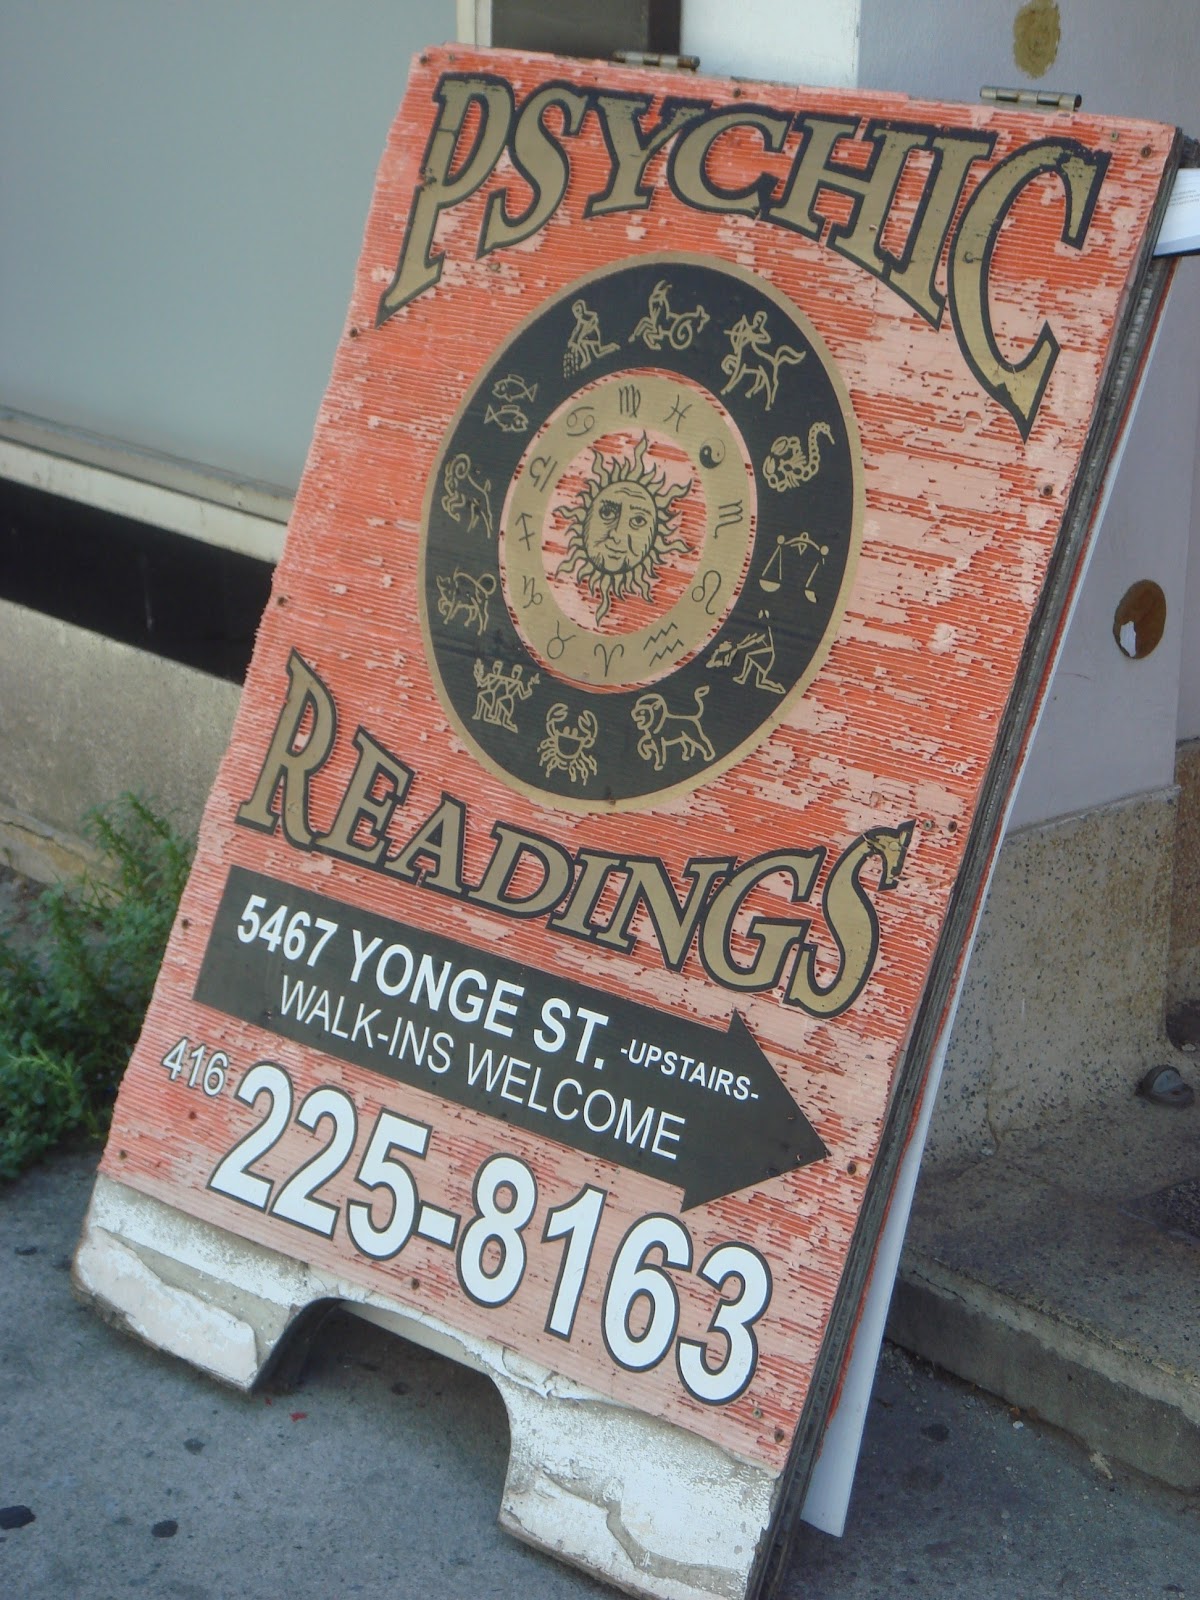 PSYCHIC
READINGS
5467 YONGE ST. -UPSTAIRS-
WALK-INS WELCOME
416 225-8163